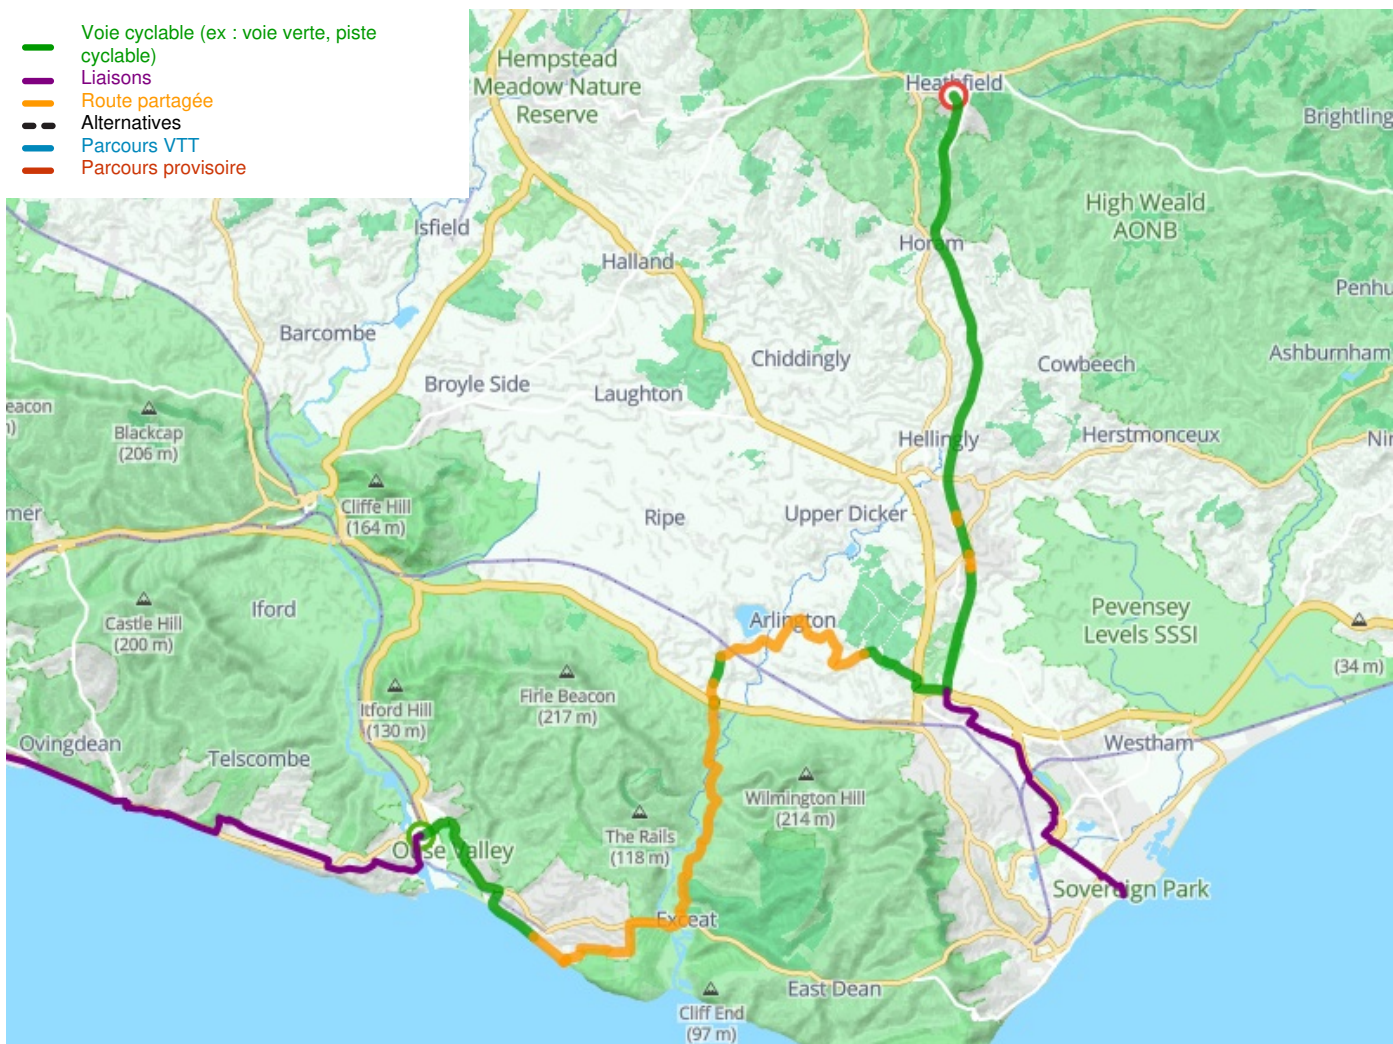 Voie cyclable (ex : voie verte, piste
cyclable)
Liaisons
Route partagée
Alternatives
Parcours VTT
Parcours provisoire
Hempstead
Meadow Nature
Reserve
Heathfield
Brightling
High Weald
AONB
Isfield
Horam
Halland
Penhu
Barcombe
Chiddingly
Cowbeech
Ashburnham
Broyle Side
Laughton
eacon
Blackcap
(206 m)
Hellingly
Herstmonceux
Nin
Cliffe Hill
(164 m)
mer
Ripe
Upper Dicker
Iford
Castle Hill
(200 m)
Arlington
Pevensey
Levels SSSI
(34 m)
Itford Hill
(130 m)
Firle Beacon
(217 m)
Ovingdean
Telscombe
Westham
Wilmington Hill
(214 m)
The Rails
(118 m)
Ouse Valley
Sovereign Park
Exceat
East Dean
Cliff End
(97 m)